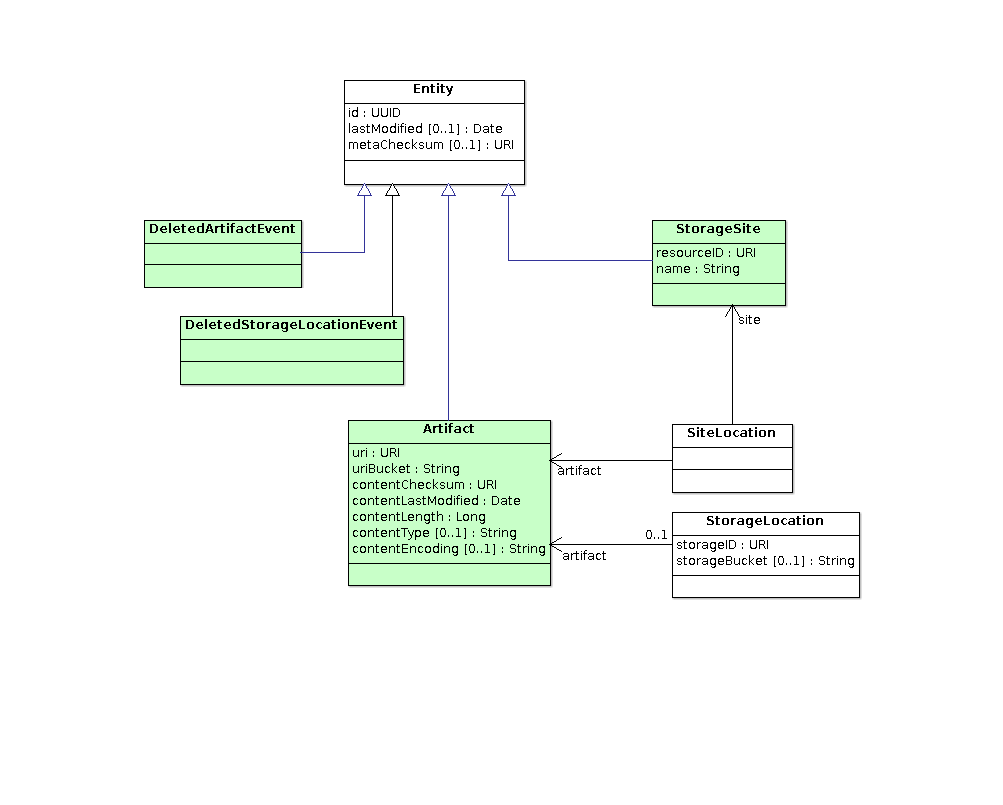 Entity
id : UUID
lastModified [0..1] : Date
metaChecksum [0..1] : URI
DeletedArtifactEvent
StorageSite
resourceID : URI
name : String
DeletedStorageLocationEvent
site
Artifact
uri : URI
uriBucket : String
contentChecksum : URI
contentLastModified : Date
contentLength : Long
contentType [0..1] : String
contentEncoding [0..1] : String
SiteLocation
artifact
StorageLocation
storageID : URI
storageBucket [0..1] : String
0..1
artifact